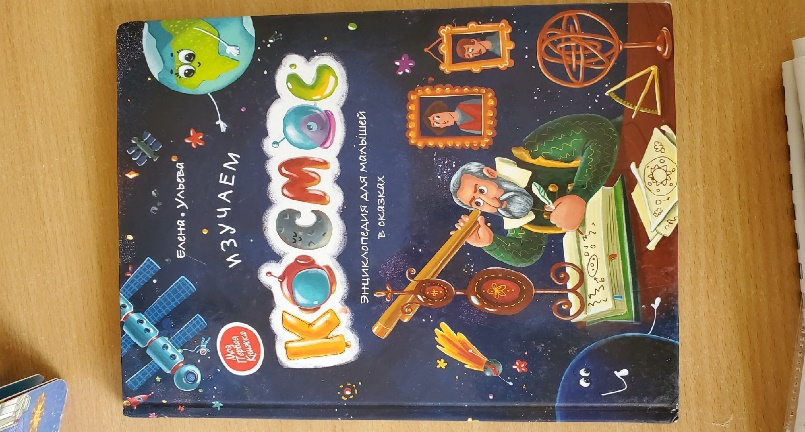 Елена Ульева
ИЗУЧАЕМ
КОСМОС
ЭНЦИКЛОПЕДИЯ ДЛЯ МАЛЫШЕЙ
в сказках
Моя
Первая
Книжка